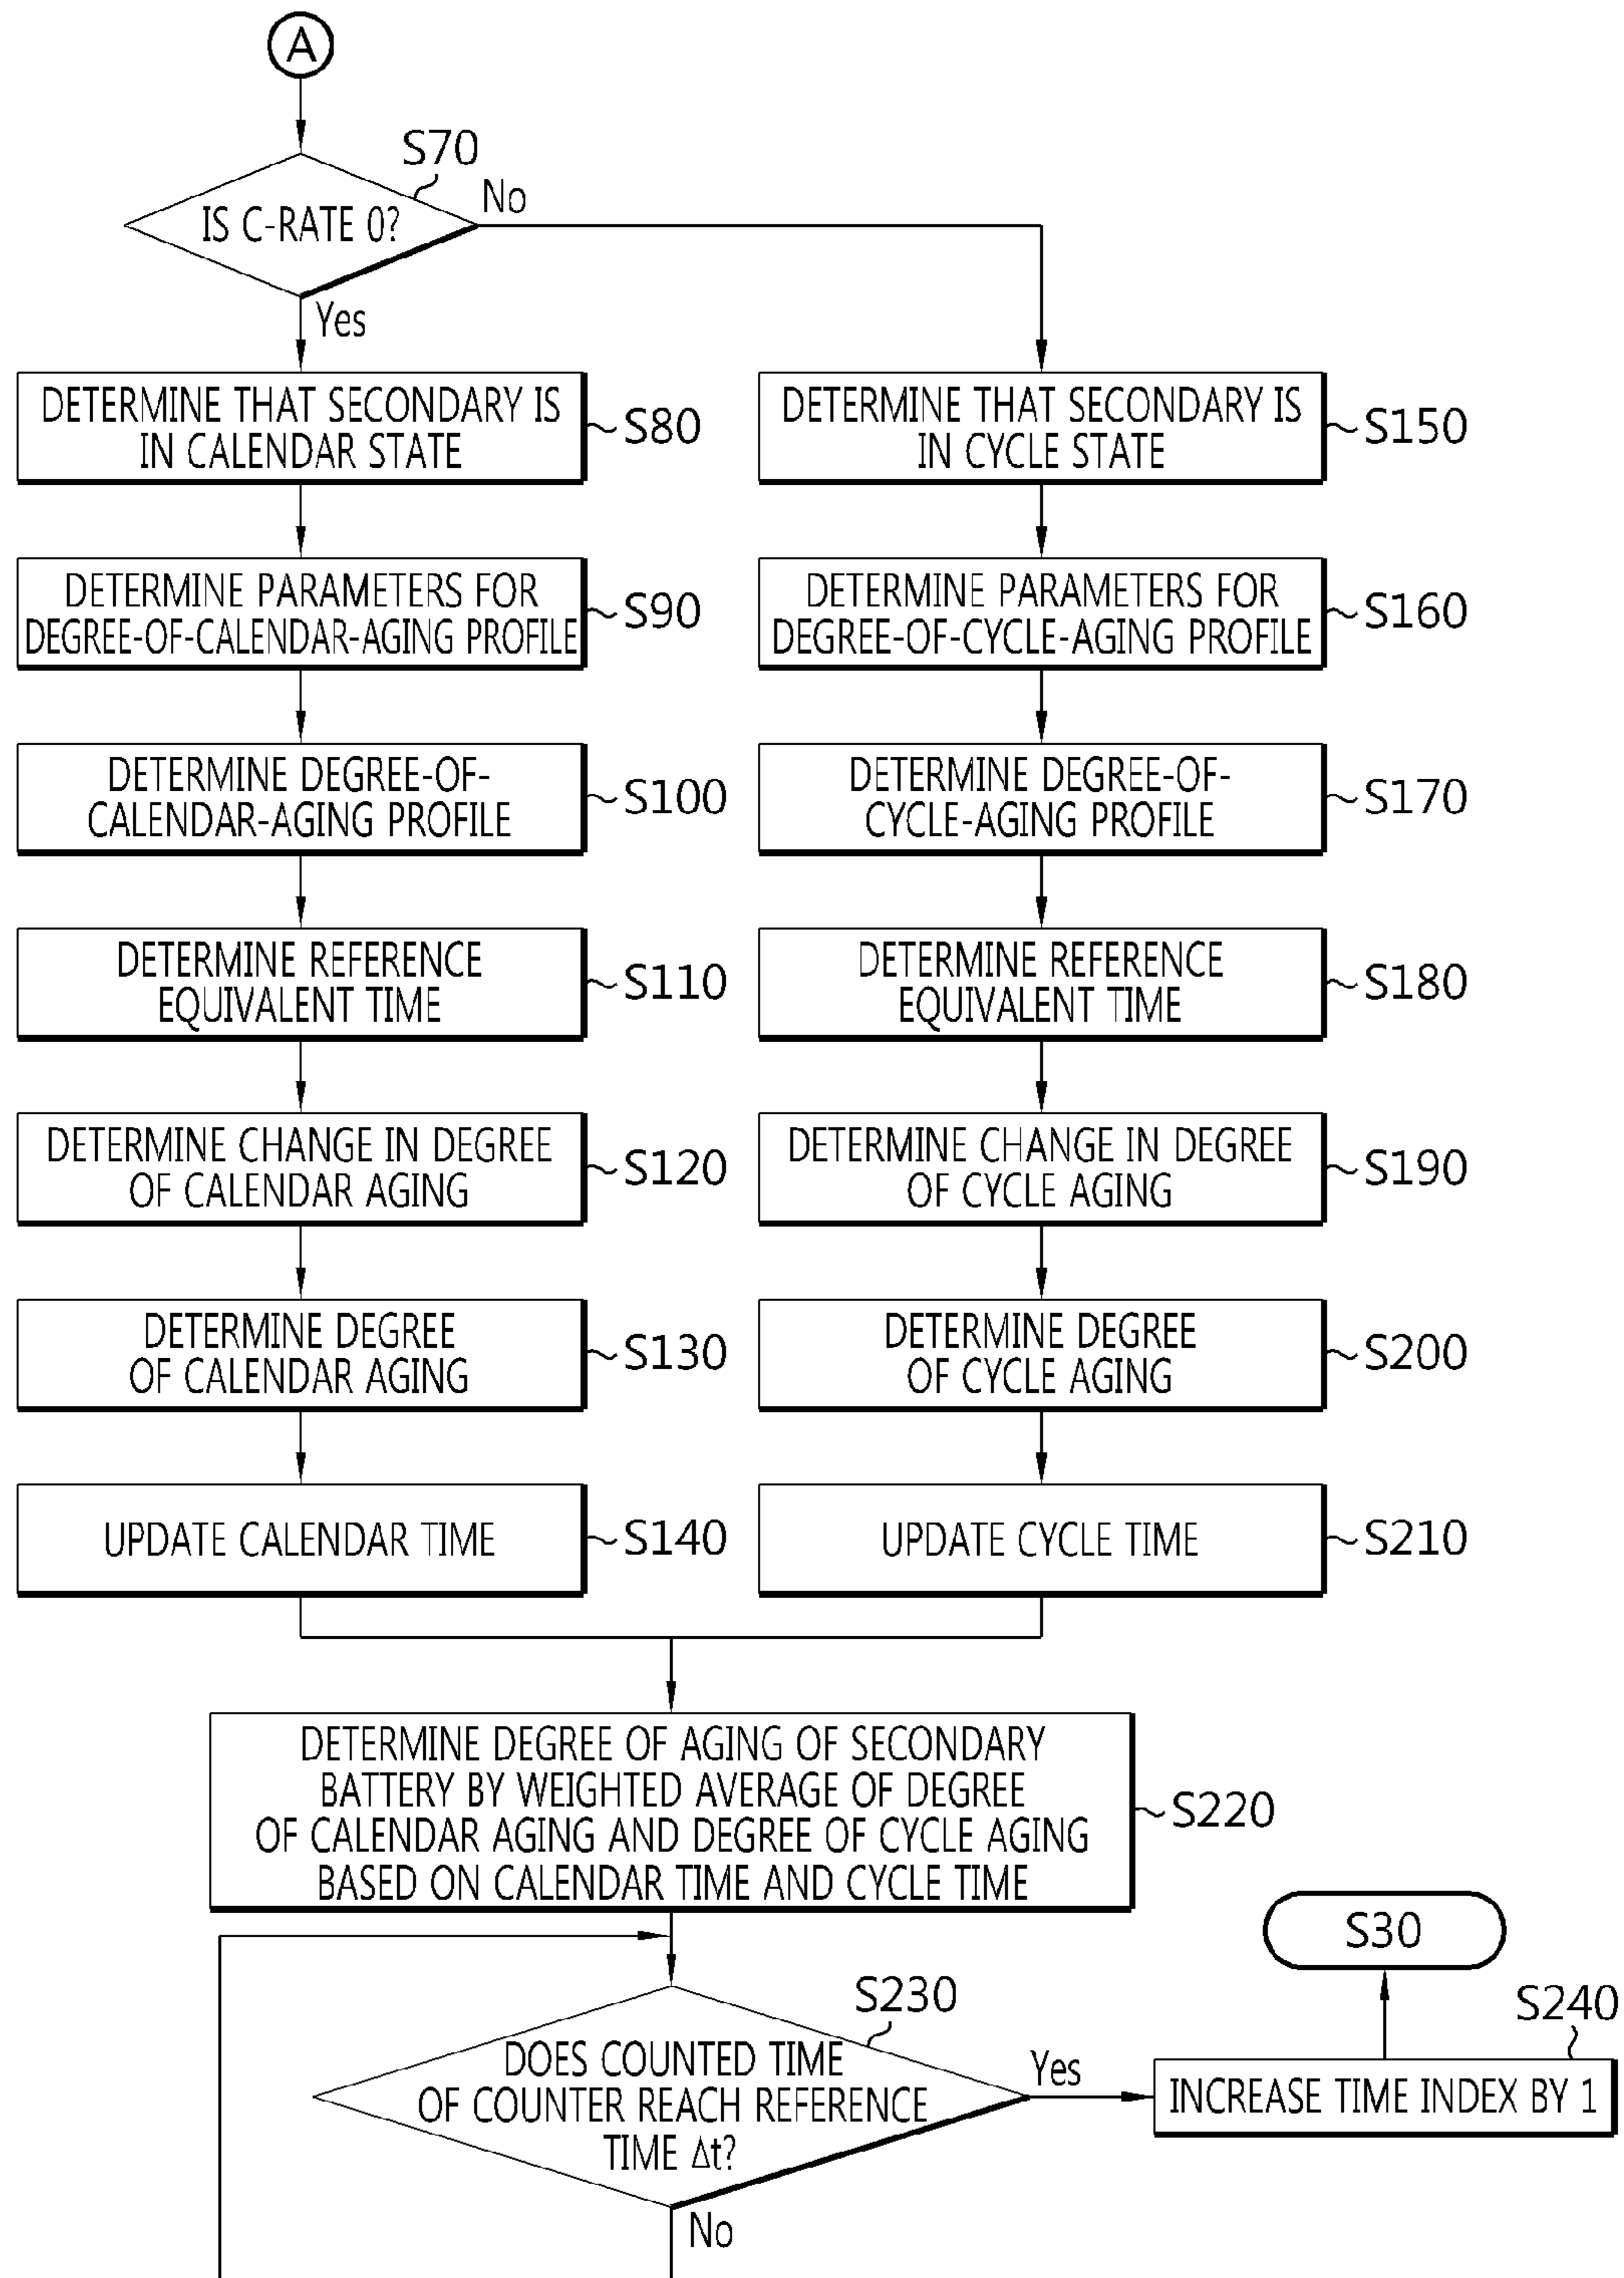 A
S70
No
IS C-RATE 0?
Yes
DETERMINE THAT SECONDARY IS
IN CALENDAR STATE
S80
DETERMINE THAT SECONDARY IS
IN CYCLE STATE
S150
DETERMINE PARAMETERS FOR
DEGREE-OF-CALENDAR-AGING PROFILE
S90
DETERMINE PARAMETERS FOR
DEGREE-OF-CYCLE-AGING PROFILE
S160
DETERMINE DEGREE-OF-
CALENDAR-AGING PROFILE
S100
DETERMINE DEGREE-OF-
CYCLE-AGING PROFILE
S170
DETERMINE REFERENCE
EQUIVALENT TIME
S110
DETERMINE REFERENCE
EQUIVALENT TIME
S180
DETERMINE CHANGE IN DEGREE
OF CALENDAR AGING
S120
DETERMINE CHANGE IN DEGREE
OF CYCLE AGING
S190
DETERMINE DEGREE
OF CALENDAR AGING
S130
DETERMINE DEGREE
OF CYCLE AGING
S200
UPDATE CALENDAR TIME
S140
UPDATE CYCLE TIME
S210
DETERMINE DEGREE OF AGING OF SECONDARY
BATTERY BY WEIGHTED AVERAGE OF DEGREE
OF CALENDAR AGING AND DEGREE OF CYCLE AGING
BASED ON CALENDAR TIME AND CYCLE TIME
S220
S30
S230
S240
DOES COUNTED TIME
OF COUNTER REACH REFERENCE
TIME Δt?
Yes
INCREASE TIME INDEX BY 1
No